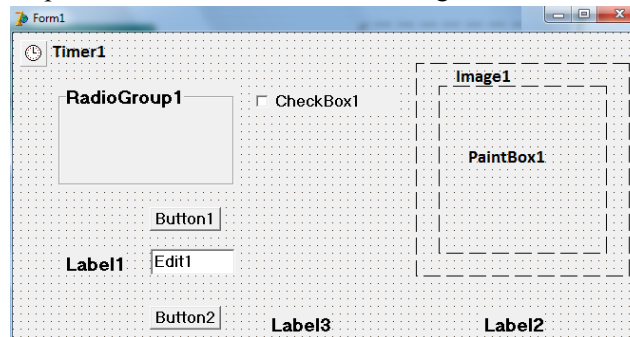 Form1
Timer1
Image1
RadioGroup1
CheckBox1
PaintBox1
Button1
Label1
Edit1
Button2
Label3
Label2